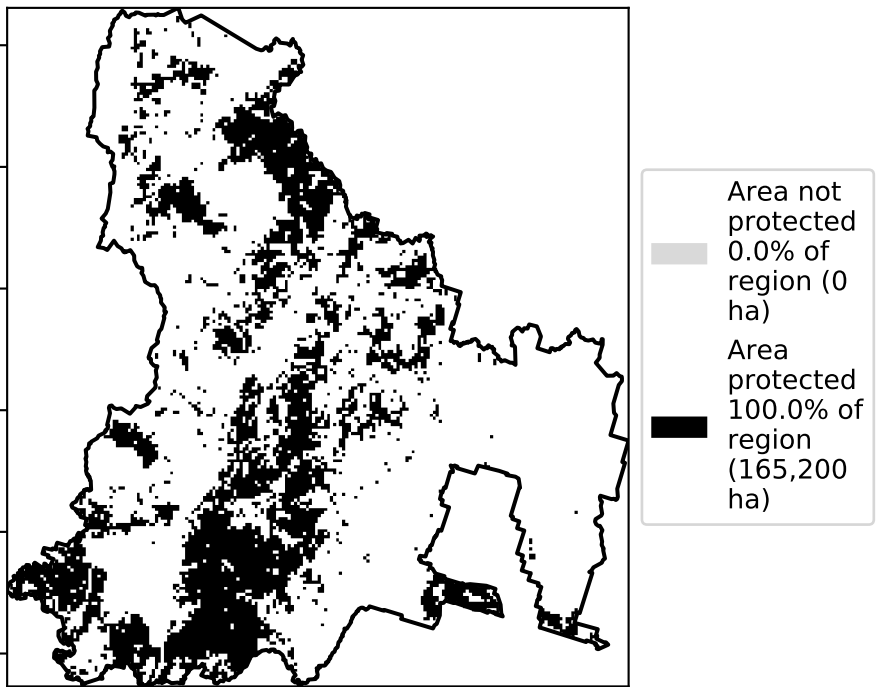 Area not
protected
0.0% of
region (0
ha)
Area
protected
100.0% of
region
(165,200
ha)